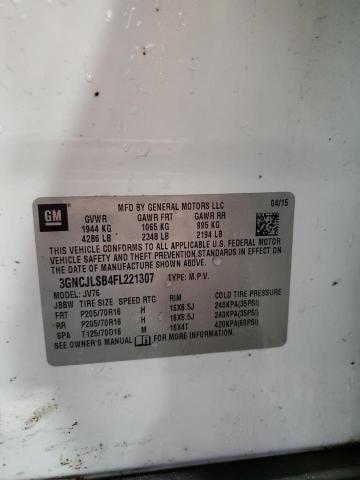 GM
MFD BY GENERAL MOTORS LLC 04/15
GVWR GAWR FRT GAWR RR
1944 KG 1065 KG 995 KG
4286 LB 2348 LB 2194 LB
THIS VEHICLE CONFORMS TO ALL APPLICABLE U.S. FEDERAL MOTOR
VEHICLE SAFETY, BUMPER, AND THEFT PREVENTION STANDARDS IN
EFFECT ON THE DATE OF MANUFACTURE SHOWN ABOVE.
3GNCJLSB4FL221307 TYPE: M.P.V.
MODEL: JV76
JBBW TIRE SIZE SPEED RTG RIM COLD TIRE PRESSURE
FRT P205/70R16 H 16X6.5J 240KPA(35PSI)
RR P205/70R16 H 16X6.5J 240KPA(35PSI)
SPA T125/70D16 M 16X4T 420KPA(60PSI)
SEE OWNER'S MANUAL FOR MORE INFORMATION